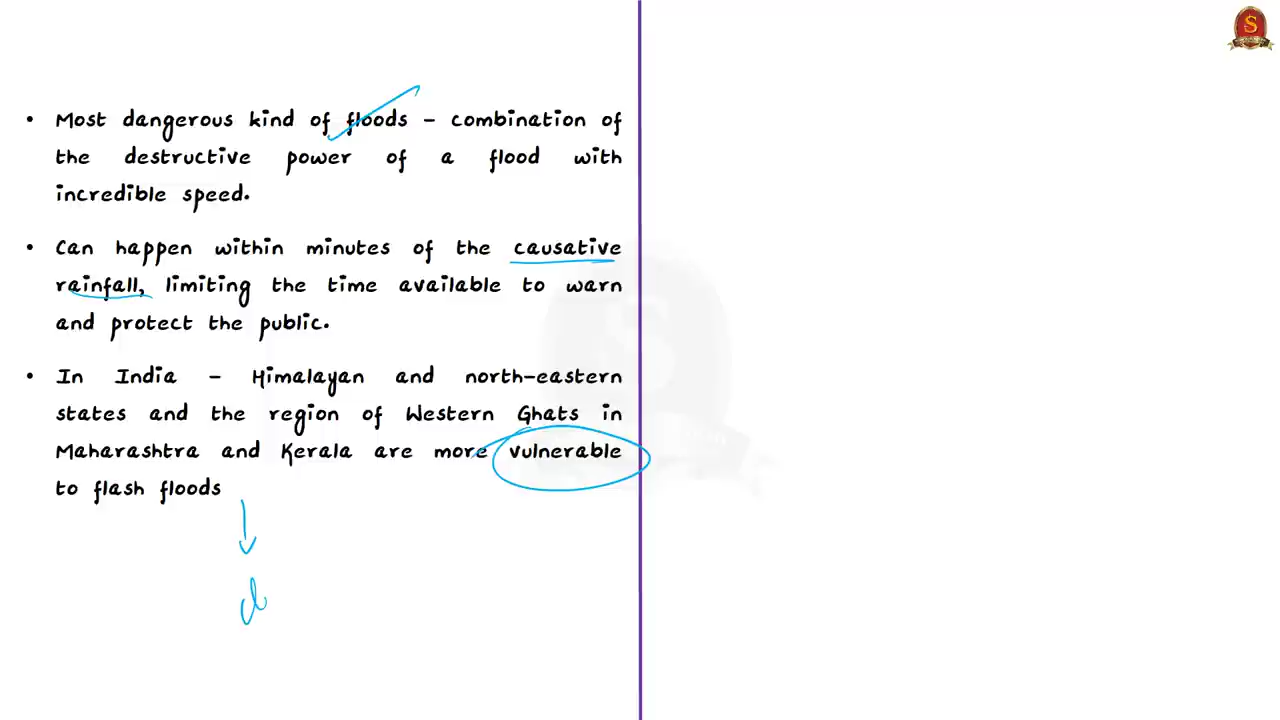 • Most dangerous kind of floods – combination of
the destructive power of a flood with
incredible speed.
• Can happen within minutes of the causative
rainfall, limiting the time available to warn
and protect the public.
• In India – Himalayan and north-eastern
states and the region of Western Ghats in
Maharashtra and Kerala are more vulnerable
to flash floods
S